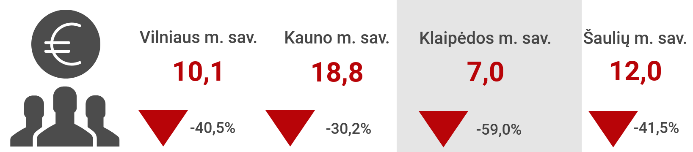 Vilniaus m. sav.
10,1
-40,5%
Kauno m. sav.
18,8
-30,2%
Klaipėdos m. sav.
7,0
-59,0%
Šaulių m. sav.
12,0
-41,5%